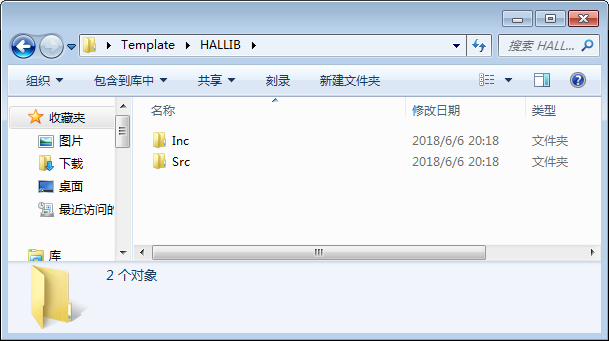 Template HALLIB 搜索 HALL...
组织 包含到库中 共享 刻录 新建文件夹
收藏夹 名称 修改日期 类型
图片 Inc 2018/6/6 20:18 文件夹
下载 Src 2018/6/6 20:18 文件夹
桌面
最近访问的
库
2 个对象